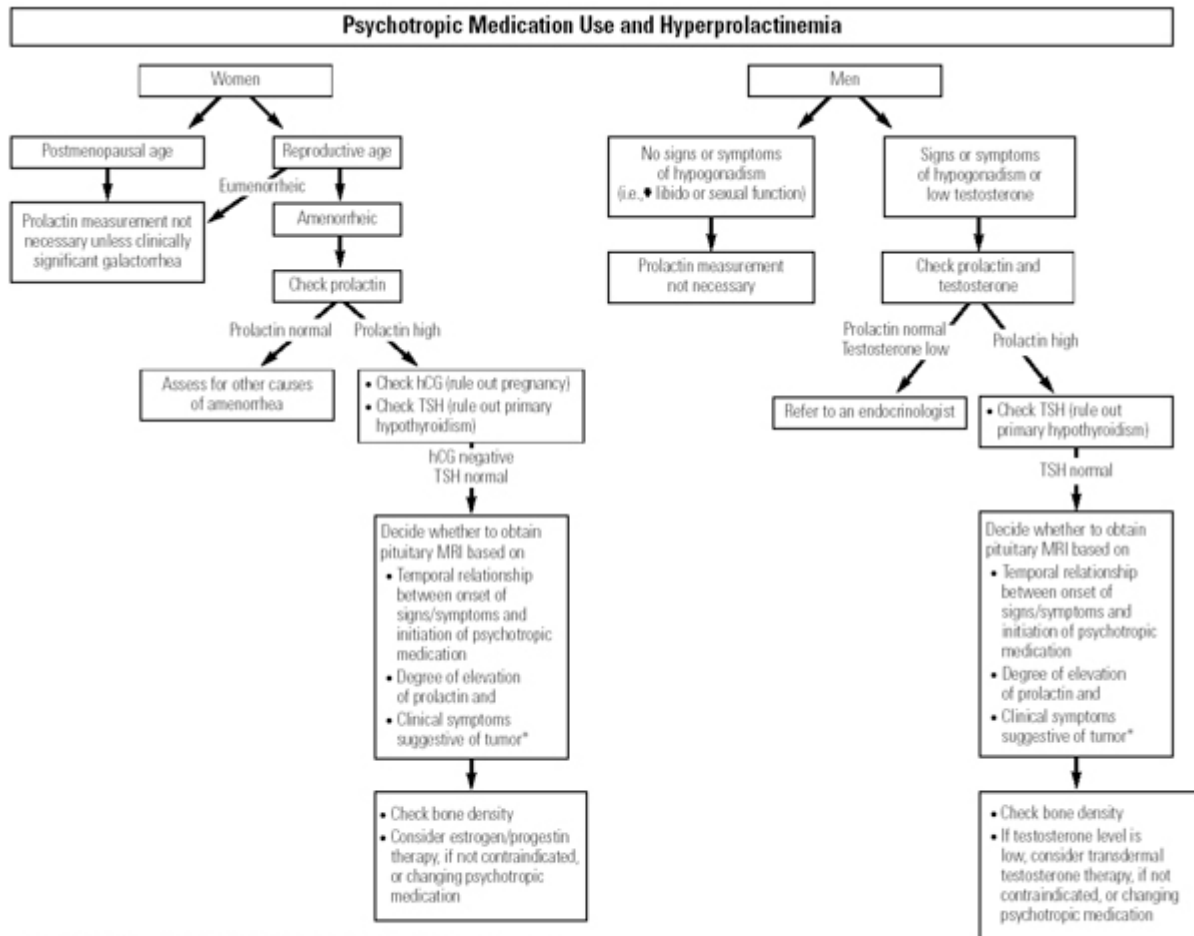 Psychotropic Medication Use and Hyperprolactinemia
Women
Postmenopausal age
Reproductive age
Eumenorrheic
Prolactin measurement not
necessary unless clinically
significant galactorrhea
Amenorrheic
Check prolactin
Prolactin normal
Prolactin high
Assess for other causes
of amenorrhea
• Check hCG (rule out pregnancy)
• Check TSH (rule out primary
hypothyroidism)
hCG negative
TSH normal
Decide whether to obtain
pituitary MRI based on
• Temporal relationship
between onset of
signs/symptoms and
initiation of psychotropic
medication
• Degree of elevation
of prolactin and
• Clinical symptoms
suggestive of tumor*
• Check bone density
• Consider estrogen/progestin
therapy, if not contraindicated,
or changing psychotropic
medication
Men
No signs or symptoms
of hypogonadism
(i.e., ↓ libido or sexual function)
Signs or symptoms
of hypogonadism or
low testosterone
Prolactin measurement
not necessary
Check prolactin and
testosterone
Prolactin normal
Testosterone low
Prolactin high
Refer to an endocrinologist
• Check TSH (rule out
primary hypothyroidism)
TSH normal
Decide whether to obtain
pituitary MRI based on
• Temporal relationship
between onset of
signs/symptoms and
initiation of psychotropic
medication
• Degree of elevation
of prolactin and
• Clinical symptoms
suggestive of tumor*
• Check bone density
• If testosterone level is
low, consider transdermal
testosterone therapy, if not
contraindicated, or changing
psychotropic medication